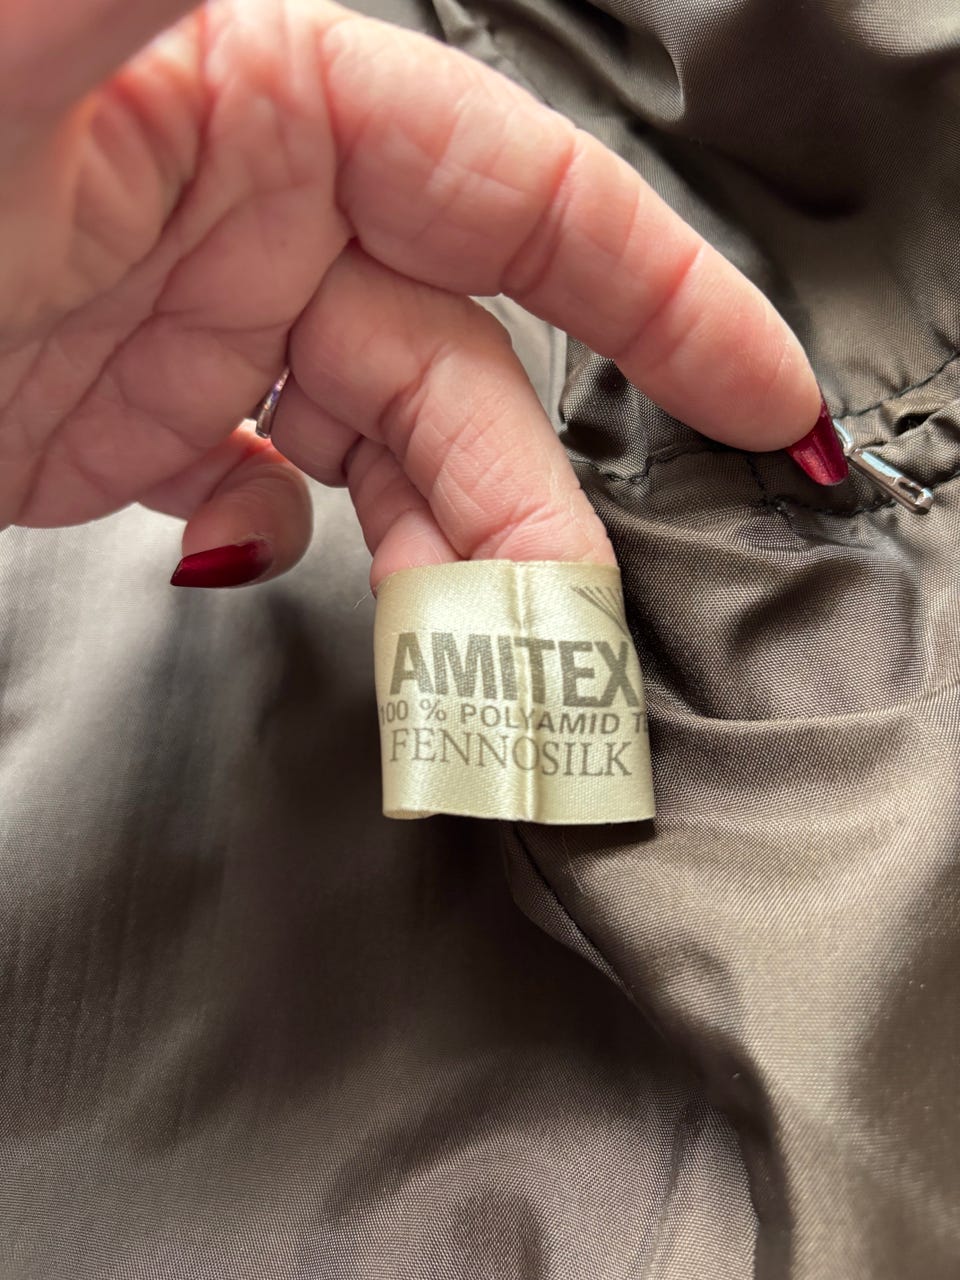 AMITEX
100 % POLYAMID
FENNOSILK